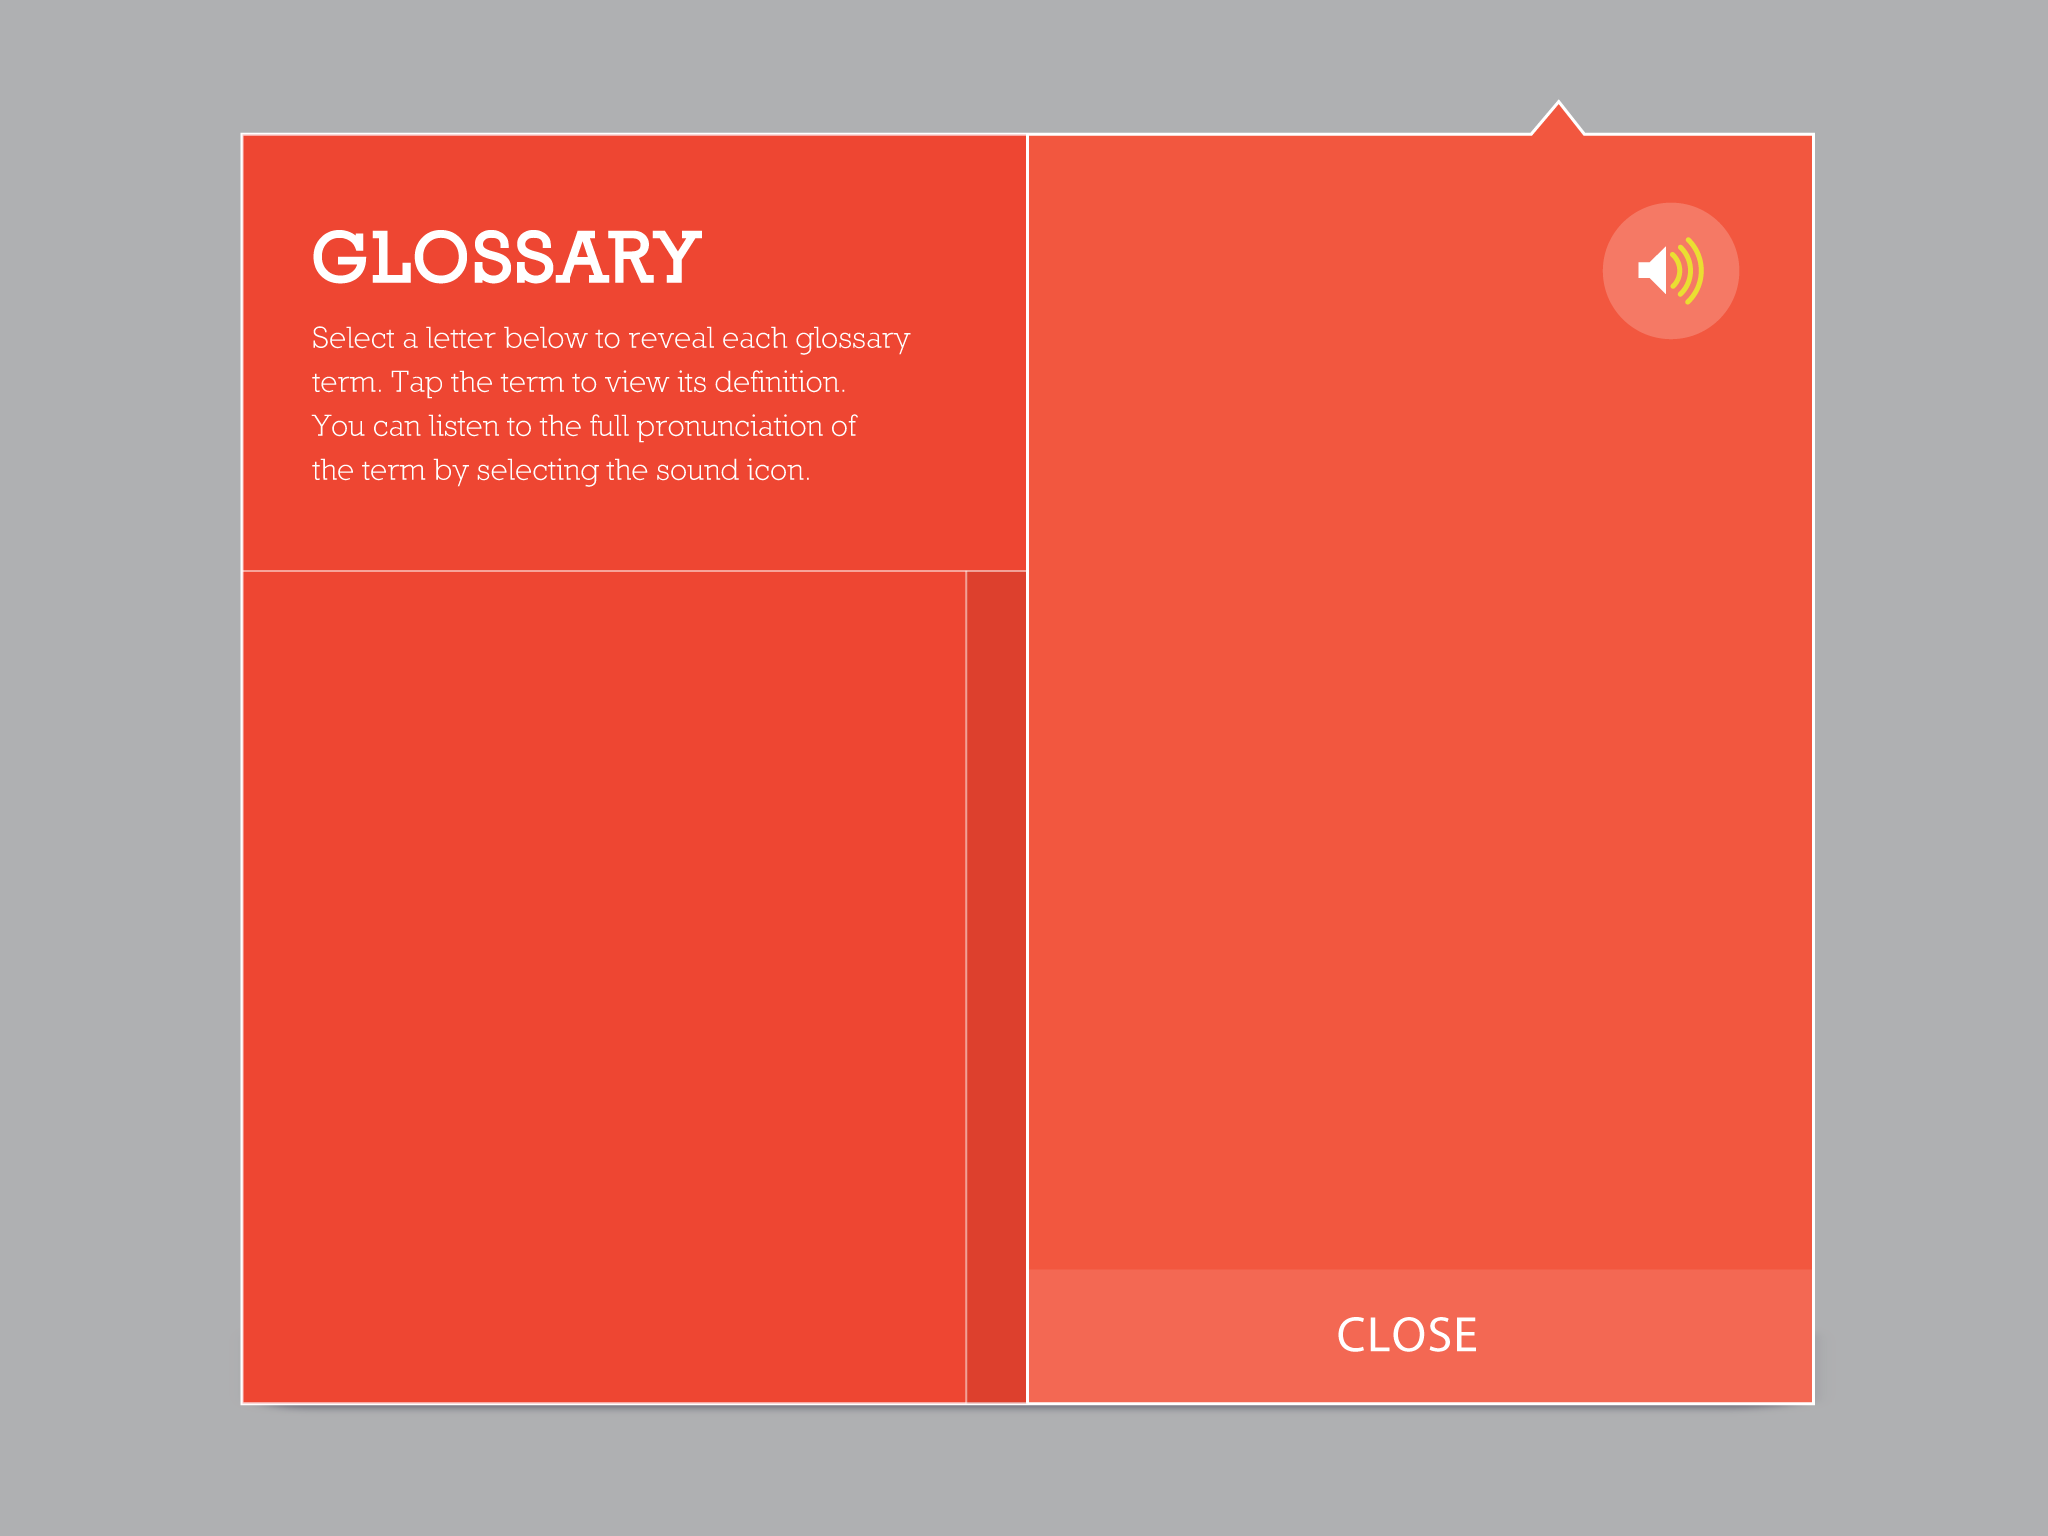 GLOSSARY
Select a letter below to reveal each glossary
term. Tap the term to view its definition.
You can listen to the full pronunciation of
the term by selecting the sound icon.
CLOSE